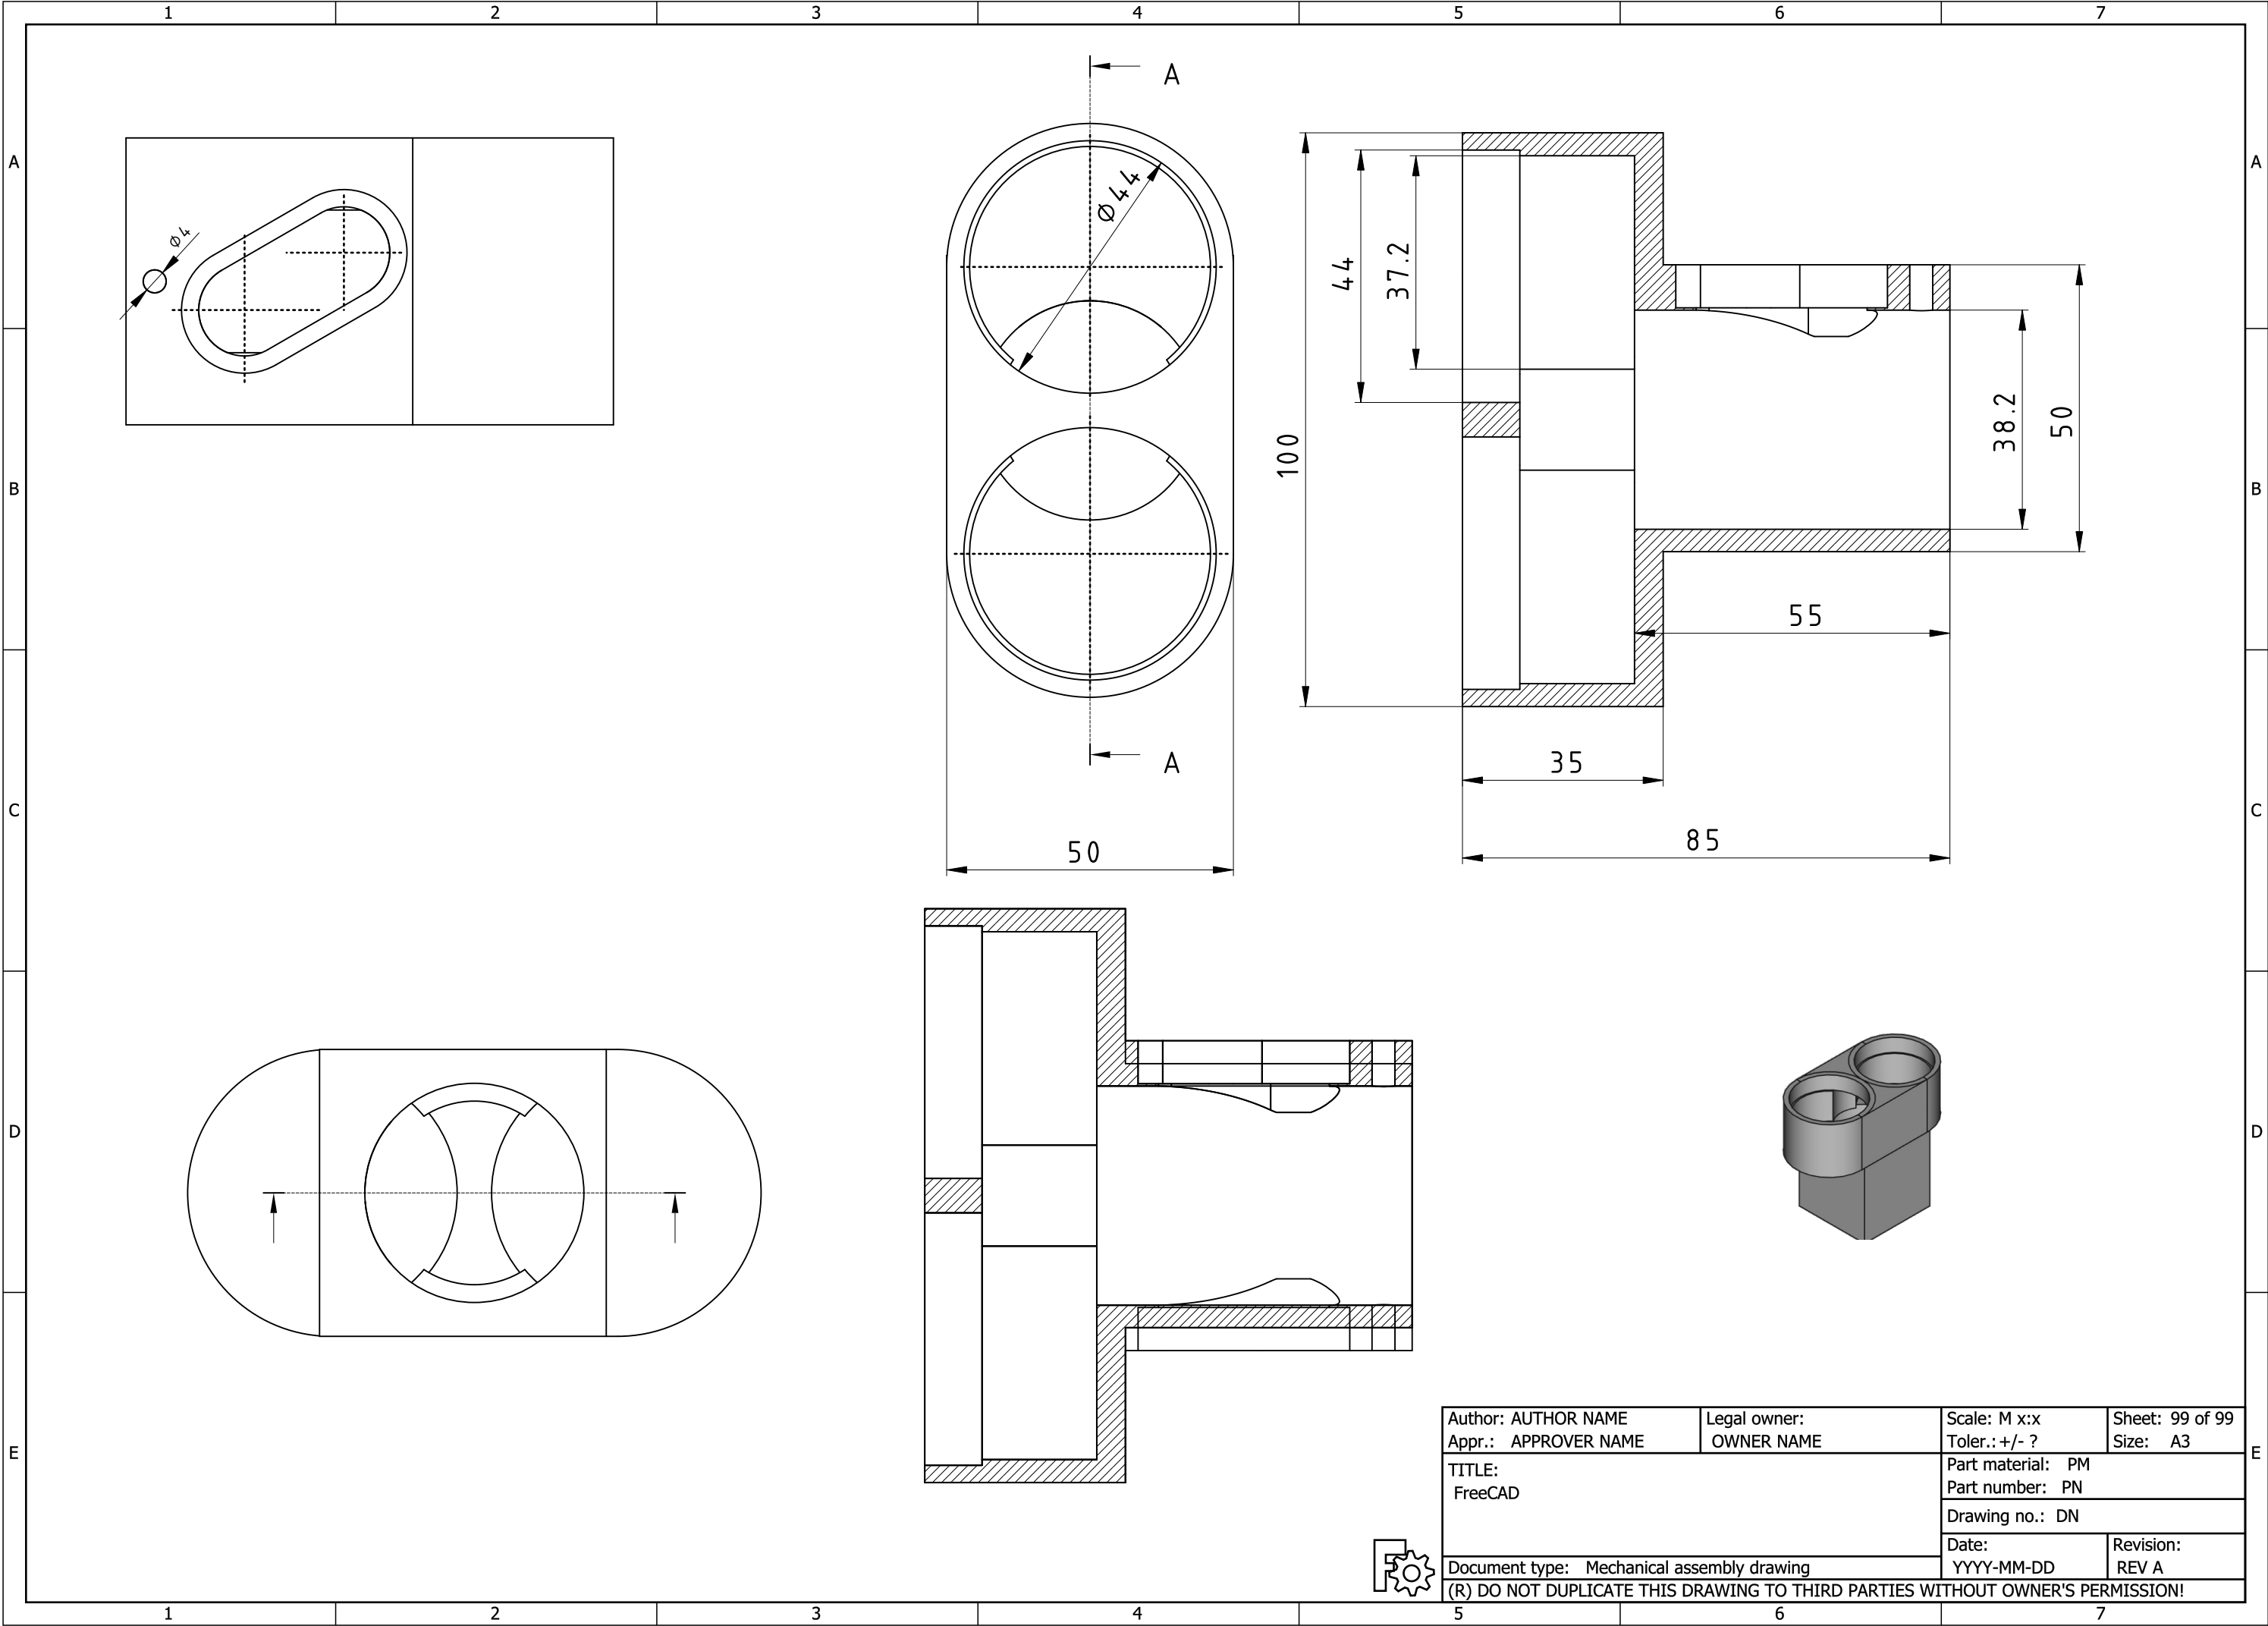 1 2 3 4 5 6 7
A A
B B
C C
D D
E E
A
A
Ø4
Ø44
50
100
44
37.2
38.2
50
55
35
85
Author: AUTHOR NAME
Appr.: APPROVER NAME
Legal owner:
OWNER NAME
Scale: M x:x
Toler.: +/- ?
Sheet: 99 of 99
Size: A3
TITLE:
FreeCAD
Part material: PM
Part number: PN
Drawing no.: DN
Date:
YYYY-MM-DD
Revision:
REV A
Document type: Mechanical assembly drawing
(R) DO NOT DUPLICATE THIS DRAWING TO THIRD PARTIES WITHOUT OWNER'S PERMISSION!
1 2 3 4 5 6 7